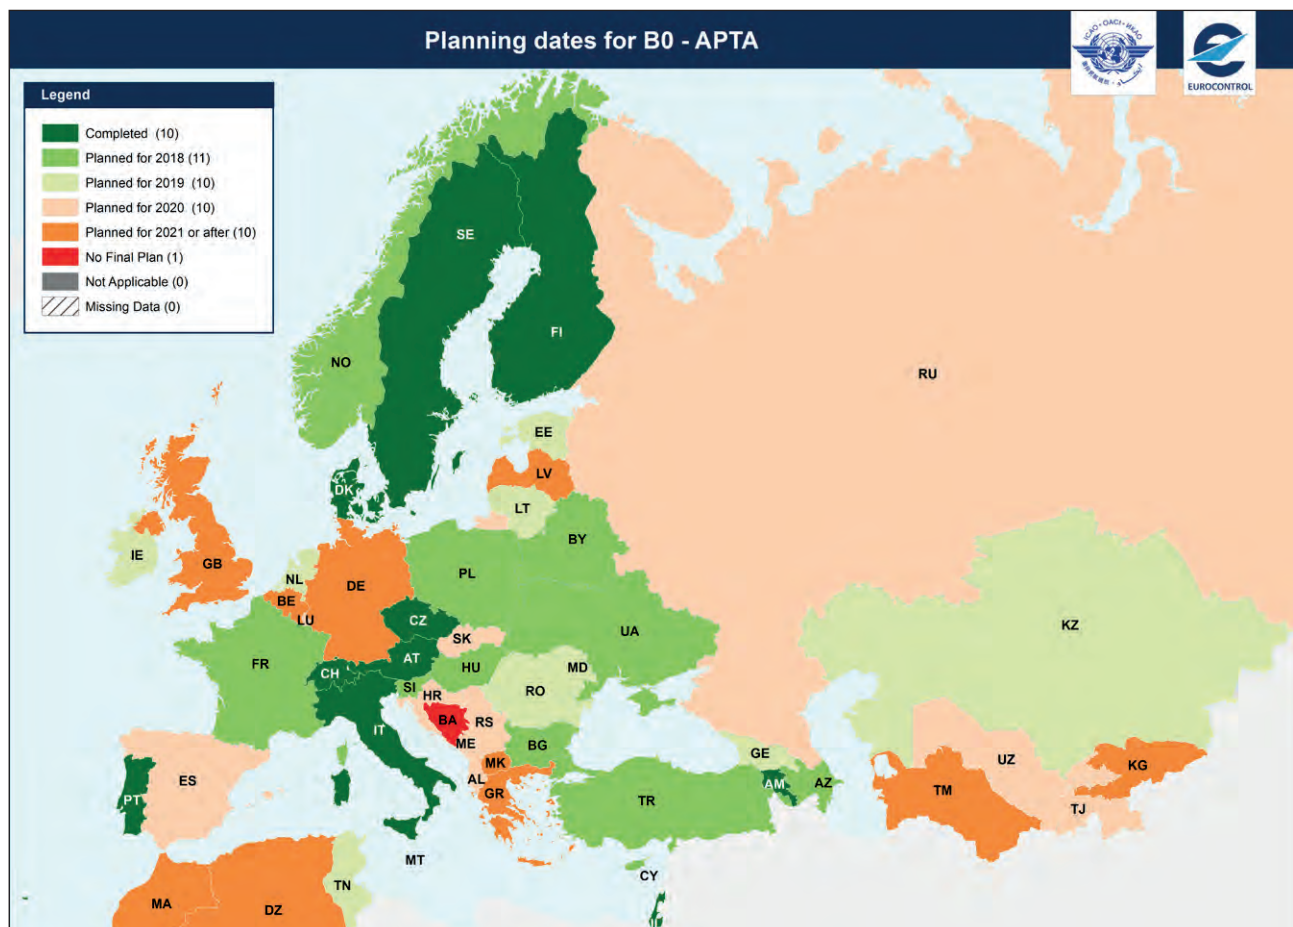 Planning dates for B0 - APTA
ICAO • OACI • ИКАО
EUROCONTROL
Legend
Completed (10)
Planned for 2018 (11)
Planned for 2019 (10)
Planned for 2020 (10)
Planned for 2021 or after (10)
No Final Plan (1)
Not Applicable (0)
Missing Data (0)
SE
FI
NO
RU
EE
LV
DK
LT
BY
IE
GB
NL
DE
PL
BE
LU
CZ
UA
KZ
SK
FR
AT
CH
HU
MD
SI
RO
HR
BA
RS
IT
ME
BG
GE
UZ
MK
KG
ES
AL
AM
AZ
TM
PT
GR
TR
TJ
MT
CY
TN
MA
DZ